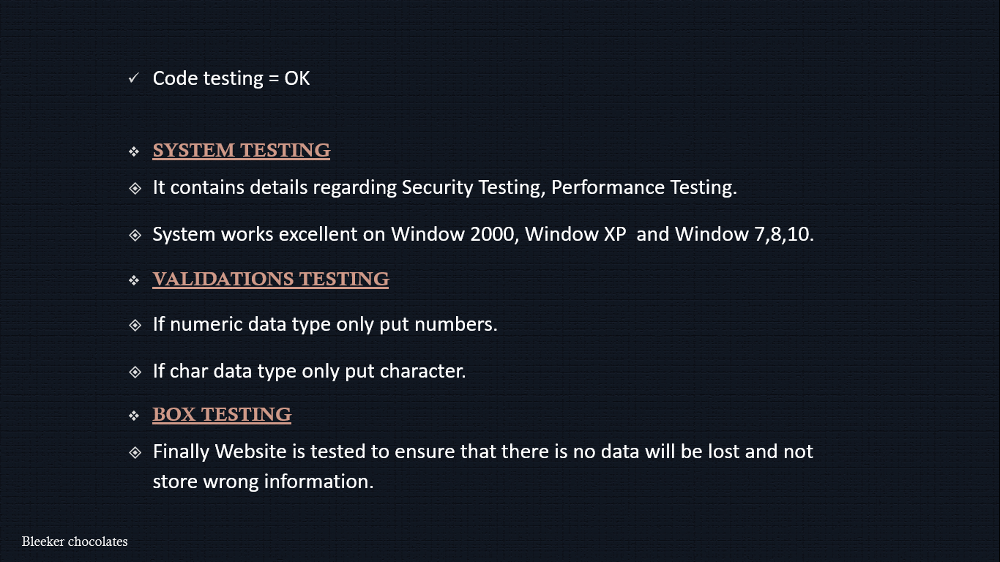 Code testing = OK
SYSTEM TESTING
It contains details regarding Security Testing, Performance Testing.
System works excellent on Window 2000, Window XP  and Window 7,8,10.
VALIDATIONS TESTING
If numeric data type only put numbers.
If char data type only put character.
BOX TESTING
Finally Website is tested to ensure that there is no data will be lost and not
store wrong information.
Bleeker chocolates